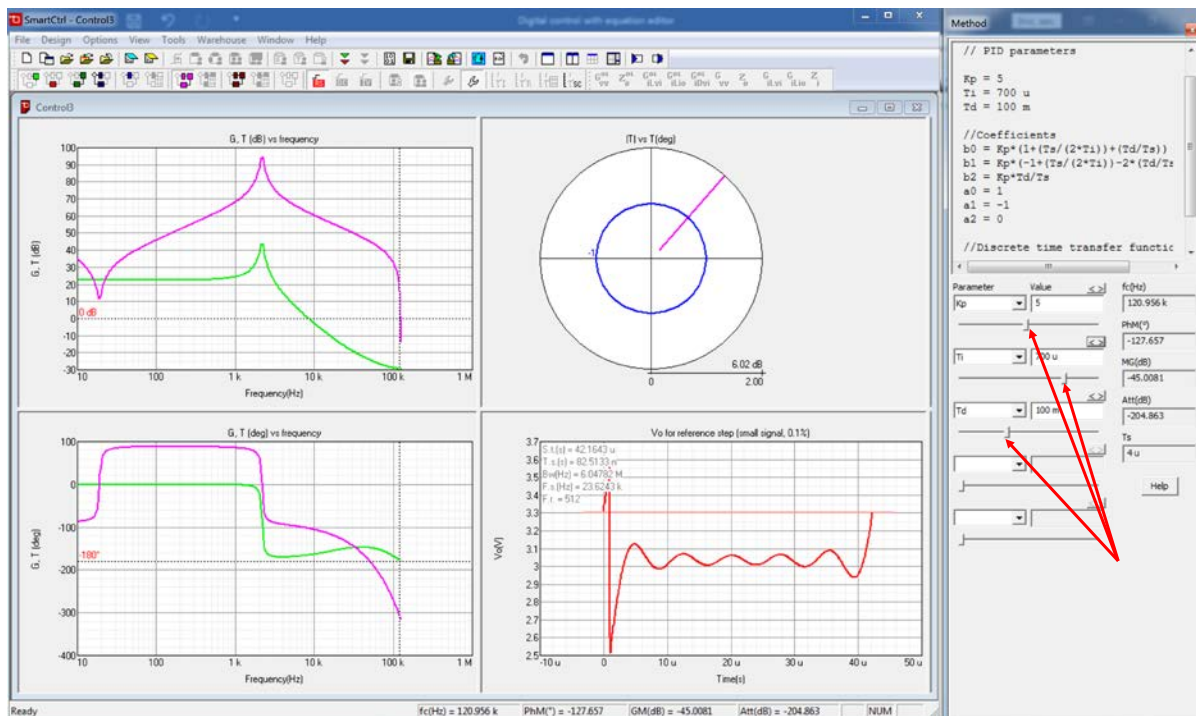 SmartCtrl - Control3
Digital control with equation editor
File Design Options View Tools Warehouse Window Help
Control3
G, T (dB) vs frequency
G, T (dB)
100
90
80
70
60
50
40
30
20
10
0
-10
-20
-30
0 dB
10 100 1 k 10 k 100 k 1 M
Frequency(Hz)
|T| vs T(deg)
-1
6.02 dB
0 2.00
G, T (deg) vs frequency
G, T (deg)
100
0
-100
-200
-300
-400
-180°
10 100 1 k 10 k 100 k 1 M
Frequency(Hz)
Vo for reference step (small signal, 0.1%)
S.t.(s) = 42.1643 u
T.s.(s) = 82.5133 n
Bw(Hz) = 6.04782 M
F.s.(Hz) = 23.6243 k
F.r. = 512
Vo(V)
3.7
3.6
3.5
3.4
3.3
3.2
3.1
3.0
2.9
2.8
2.7
2.6
2.5
-10 u 0 10 u 20 u 30 u 40 u 50 u
Time(s)
Ready
fc(Hz) = 120.956 k PhM(°) = -127.657 GM(dB) = -45.0081 Att(dB) = -204.863 NUM
Method
// PID parameters
Kp = 5
Ti = 700 u
Td = 100 m
//Coefficients
b0 = Kp*(1+(Ts/(2*Ti))+(Td/Ts))
b1 = Kp*(-1+(Ts/(2*Ti))-2*(Td/Ts
b2 = Kp*Td/Ts
a0 = 1
a1 = -1
a2 = 0
//Discrete time transfer functic
Parameter Value < > fc(Hz)
Kp 5 120.956 k
PhM(°)
< > -127.657
Ti 700 u MG(dB)
-45.0081
< > Att(dB)
Td 100 m -204.863
Ts
< > 4 u
Help